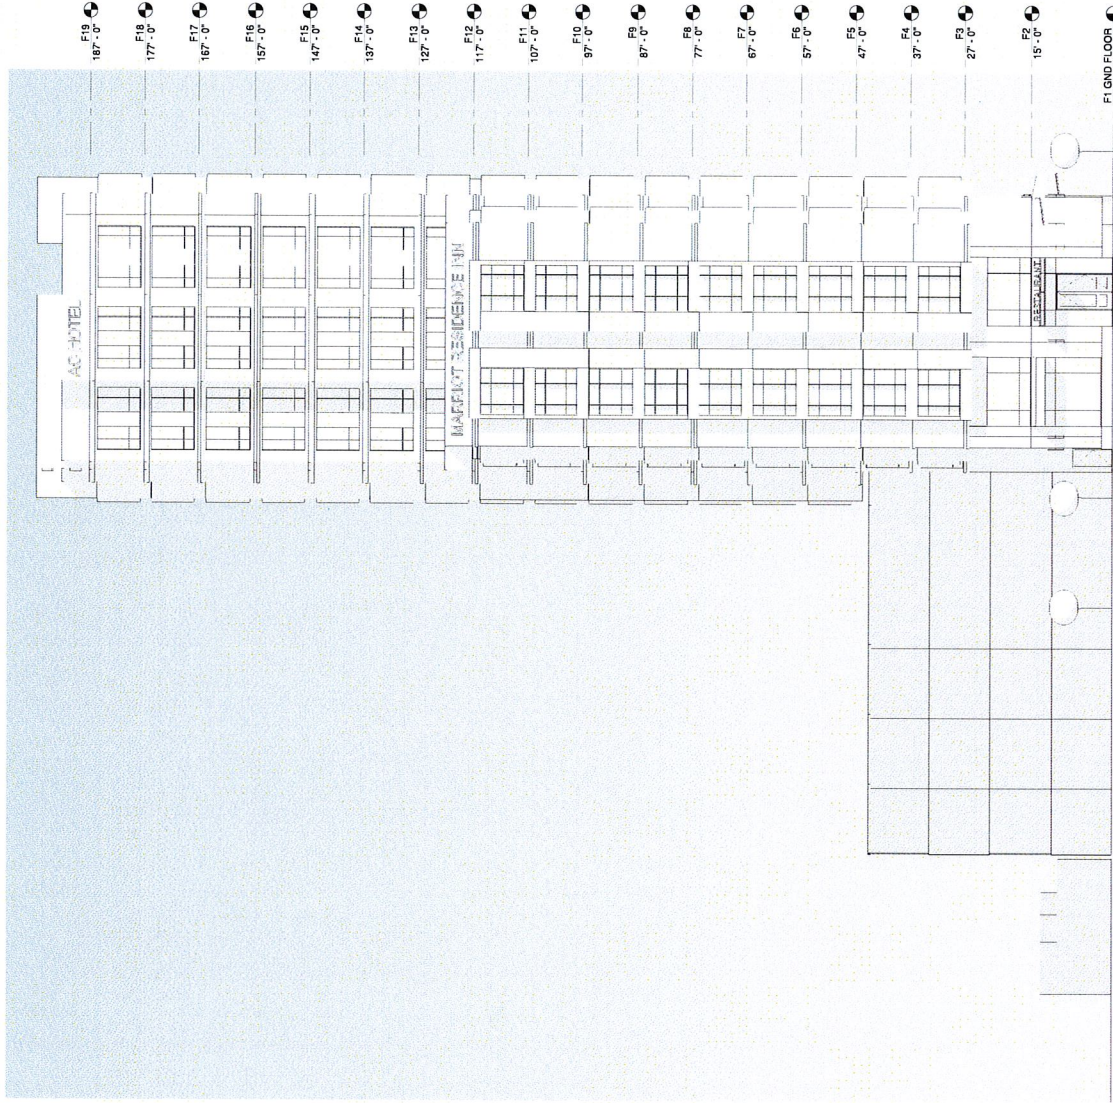 F19
187' - 0"
F18
177' - 0"
F17
167' - 0"
F16
157' - 0"
F15
147' - 0"
F14
137' - 0"
F13
127' - 0"
F12
117' - 0"
F11
107' - 0"
F10
97' - 0"
F9
87' - 0"
F8
77' - 0"
F7
67' - 0"
F6
57' - 0"
F5
47' - 0"
F4
37' - 0"
F3
27' - 0"
F2
15' - 0"
F1 GND FLOOR
AC HOTEL
MARRIOT RESIDENCE INN
RESTAURANT